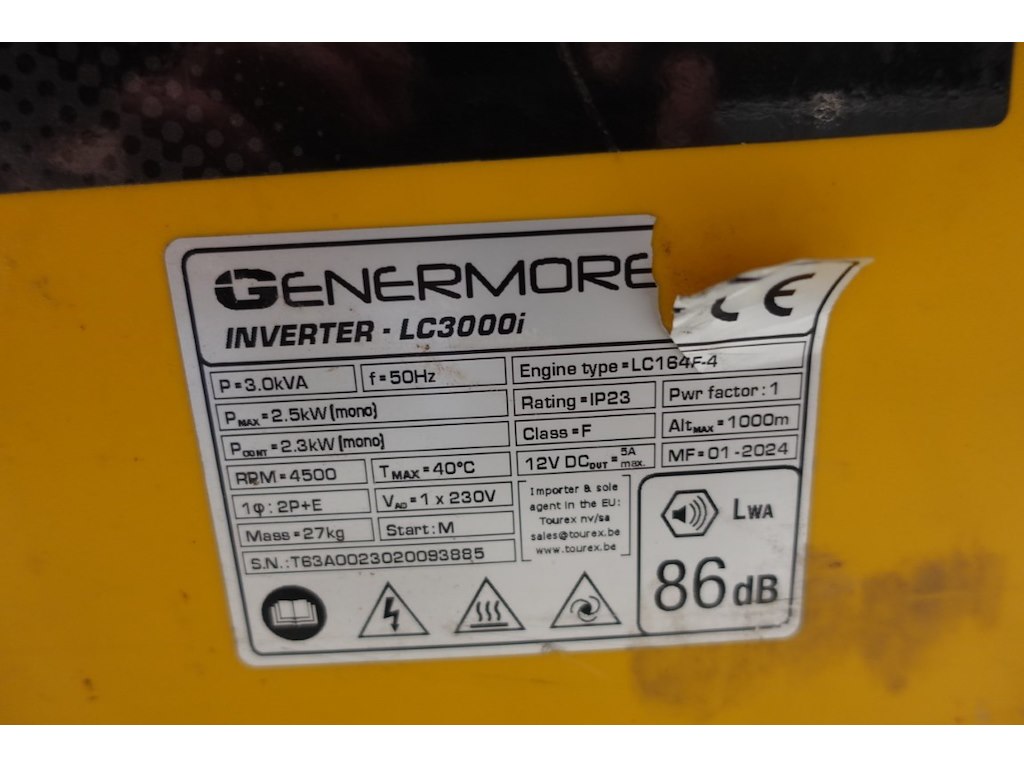 GENERMORE CE
INVERTER - LC3000i
P=3.0kVA f=50Hz Engine type=LC164F-4
PMAX=2.5kW (mono) Rating=IP23 Pwr factor:1
PCONT=2.3kW (mono) Class=F AltMAX=1000m
RPM=4500 TMAX=40°C 12V DCOUT=5A max. MF=01-2024
1φ: 2P+E VAD=1 x 230V
Mass=27kg Start:M
S.N.:T63A0023020093885
Importer & sole
agent in the EU:
Tourex nv/sa
sales@tourex.be
www.tourex.be
LWA
86dB